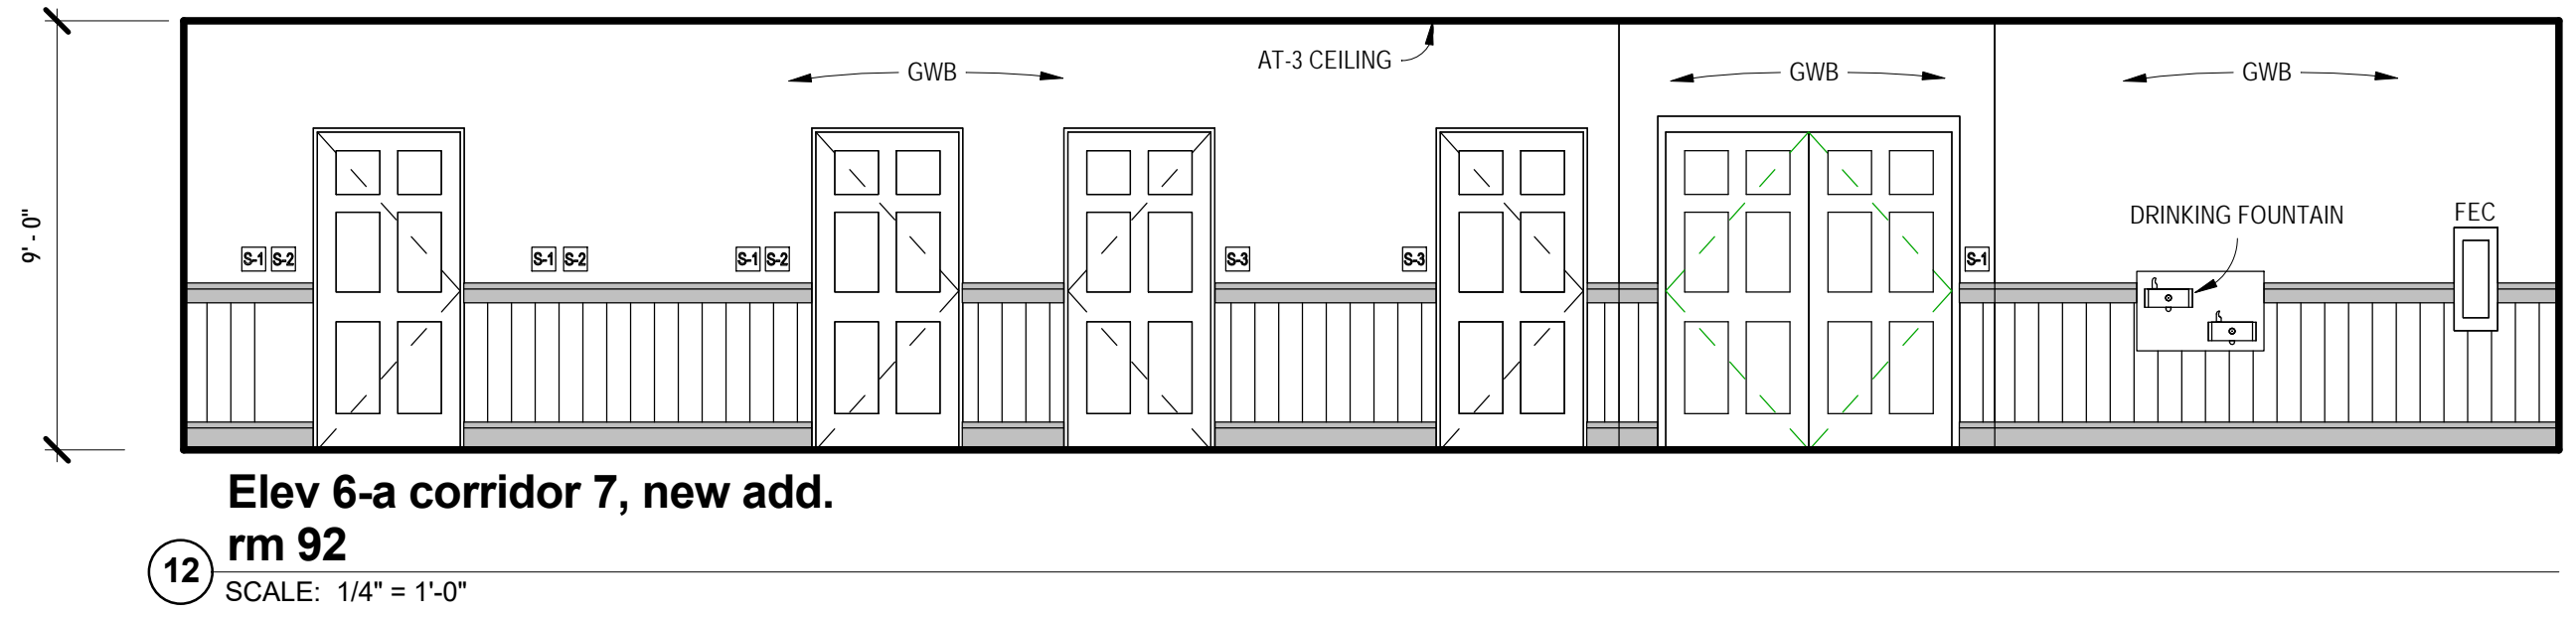 9' - 0"
GWB
AT-3 CEILING
GWB
GWB
DRINKING FOUNTAIN
FEC
S-1 S-2
S-1 S-2
S-1 S-2
S-3
S-3
S-1
Elev 6-a corridor 7, new add.
rm 92
12
SCALE: 1/4" = 1'-0"